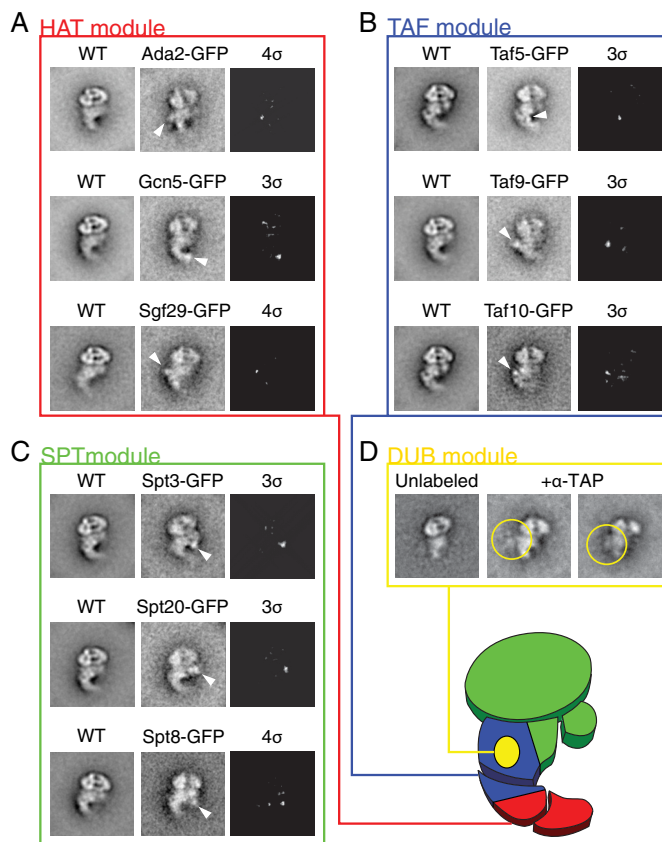 A HAT module
WT Ada2-GFP 4σ
WT Gcn5-GFP 3σ
WT Sgf29-GFP 4σ
B TAF module
WT Taf5-GFP 3σ
WT Taf9-GFP 3σ
WT Taf10-GFP 3σ
C SPTmodule
WT Spt3-GFP 3σ
WT Spt20-GFP 3σ
WT Spt8-GFP 4σ
D DUB module
Unlabeled +α-TAP